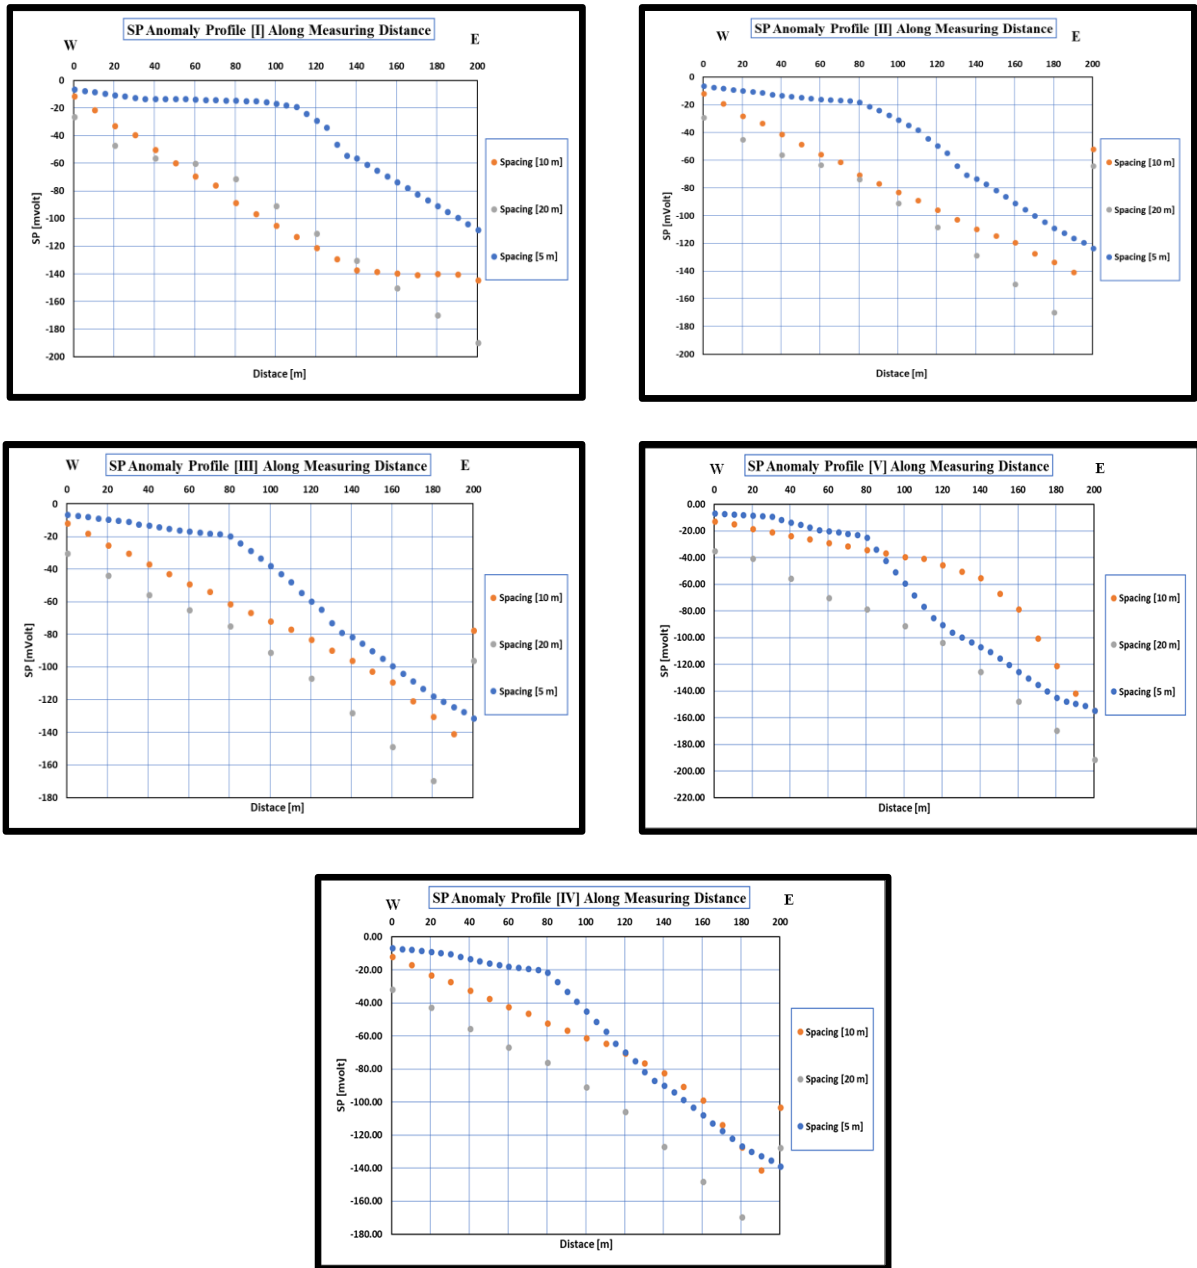 SP Anomaly Profile [I] Along Measuring Distance
W E
0 20 40 60 80 100 120 140 160 180 200
0
-20
-40
-60
-80
-100
-120
-140
-160
-180
-200
SP [mvolt]
Distace [m]
Spacing [10 m]
Spacing [20 m]
Spacing [5 m]
SP Anomaly Profile [II] Along Measuring Distance
W E
0 20 40 60 80 100 120 140 160 180 200
0
-20
-40
-60
-80
-100
-120
-140
-160
-180
-200
SP [mVolt]
Distace [m]
Spacing [10 m]
Spacing [20 m]
Spacing [5 m]
W SP Anomaly Profile [III] Along Measuring Distance E
0 20 40 60 80 100 120 140 160 180 200
0
-20
-40
-60
-80
-100
-120
-140
-160
-180
SP [mVolt]
Distace [m]
Spacing [10 m]
Spacing [20 m]
Spacing [5 m]
W SP Anomaly Profile [V] Along Measuring Distance E
0 20 40 60 80 100 120 140 160 180 200
0.00
-20.00
-40.00
-60.00
-80.00
-100.00
-120.00
-140.00
-160.00
-180.00
-200.00
-220.00
SP [mVolt]
Distace [m]
Spacing [10 m]
Spacing [20 m]
Spacing [5 m]
SP Anomaly Profile [IV] Along Measuring Distance
W E
0 20 40 60 80 100 120 140 160 180 200
0.00
-20.00
-40.00
-60.00
-80.00
-100.00
-120.00
-140.00
-160.00
-180.00
SP [mvolt]
Distace [m]
Spacing [10 m]
Spacing [20 m]
Spacing [5 m]